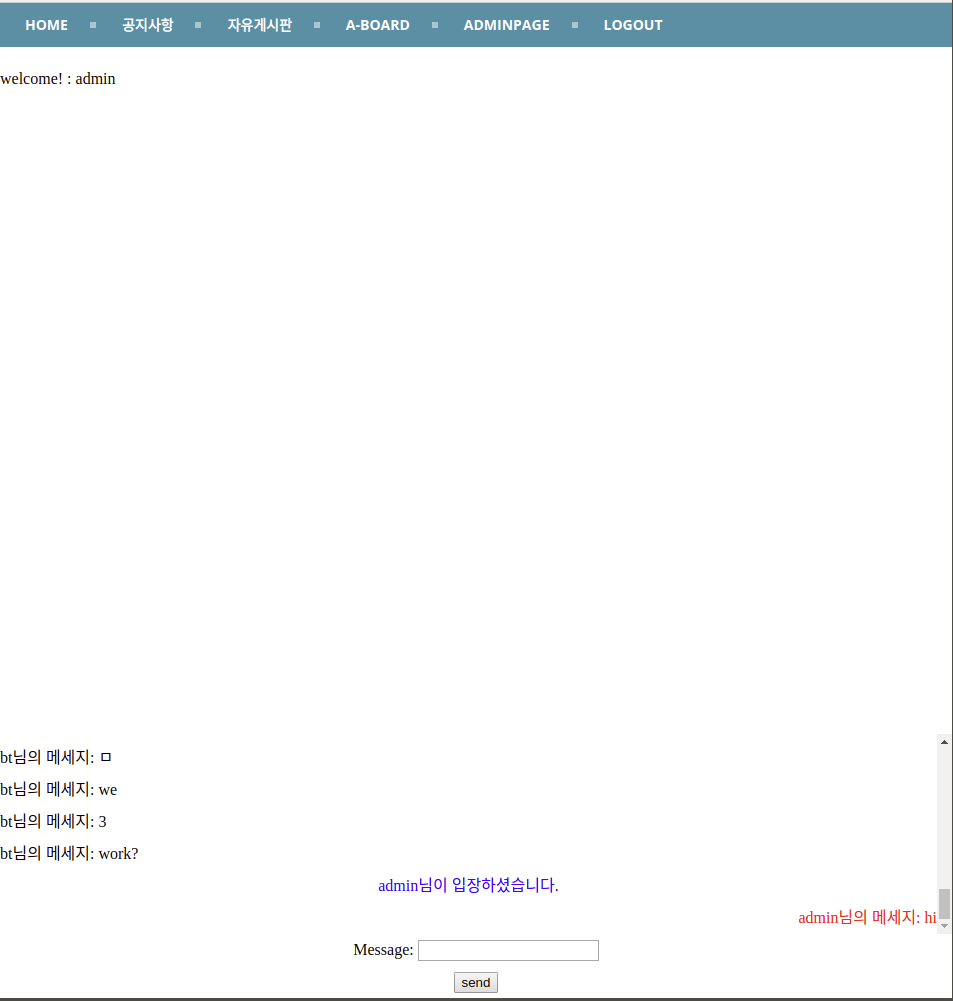 HOME 공지사항 자유게시판 A-BOARD ADMINPAGE LOGOUT
welcome! : admin
bt님의 메세지: ㅁ
bt님의 메세지: we
bt님의 메세지: 3
bt님의 메세지: work?
admin님이 입장하셨습니다.
admin님의 메세지: hi
Message:
send